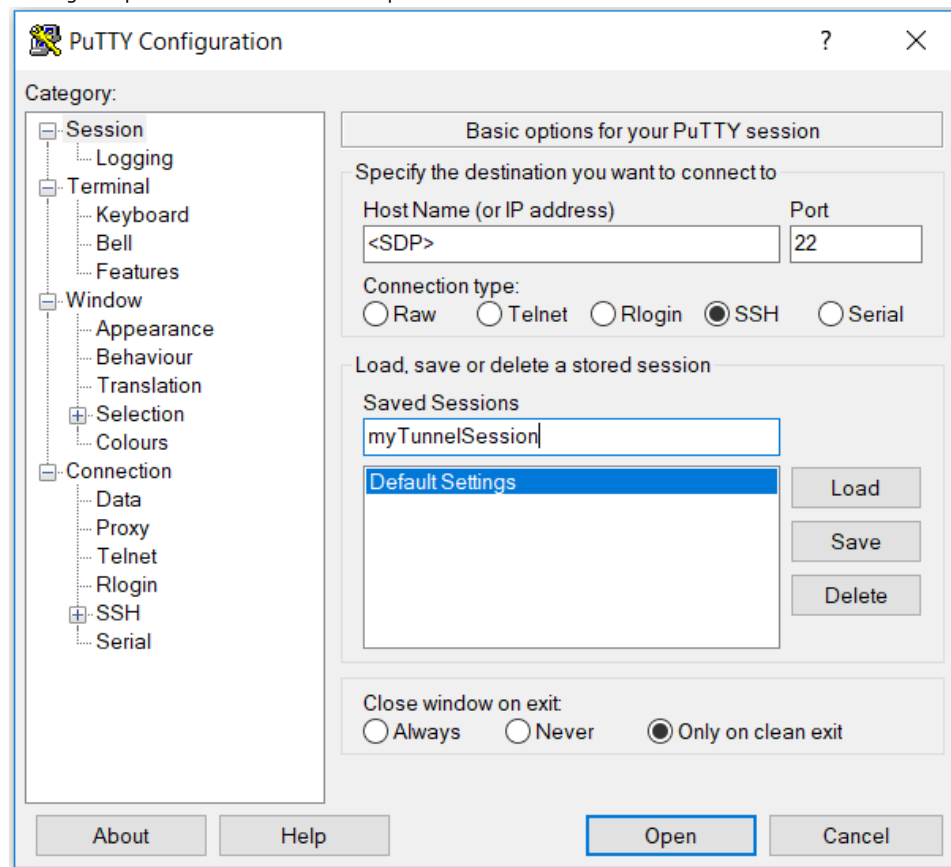 PuTTY Configuration ?
Category:
Session
Logging
Terminal
Keyboard
Bell
Features
Window
Appearance
Behaviour
Translation
Selection
Colours
Connection
Data
Proxy
Telnet
Rlogin
SSH
Serial
Basic options for your PuTTY session
Specify the destination you want to connect to
Host Name (or IP address) Port
<SDP> 22
Connection type:
Raw Telnet Rlogin SSH Serial
Load, save or delete a stored session
Saved Sessions
myTunnelSession
Default Settings
Load
Save
Delete
Close window on exit:
Always Never Only on clean exit
About Help Open Cancel